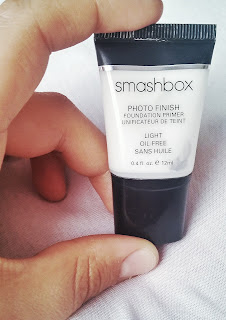 smashbox
PHOTO FINISH
FOUNDATION PRIMER
UNIFICATEUR DE TEINT
LIGHT
OIL-FREE
SANS HUILE
0.4 fl. oz. ℮ 12ml